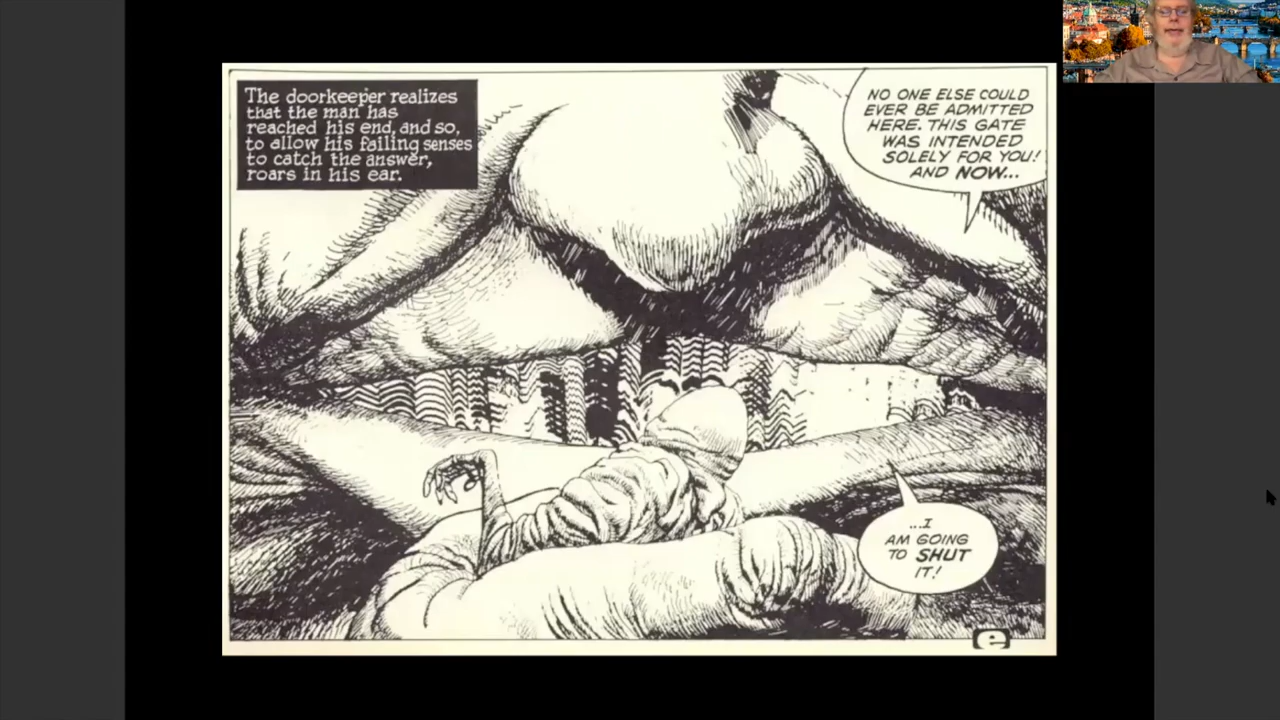 The doorkeeper realizes
that the man has
reached his end, and so,
to allow his failing senses
to catch the answer,
roars in his ear.
NO ONE ELSE COULD
EVER BE ADMITTED
HERE. THIS GATE
WAS INTENDED
SOLELY FOR YOU!
AND NOW...
...I
AM GOING
TO SHUT
IT!
e